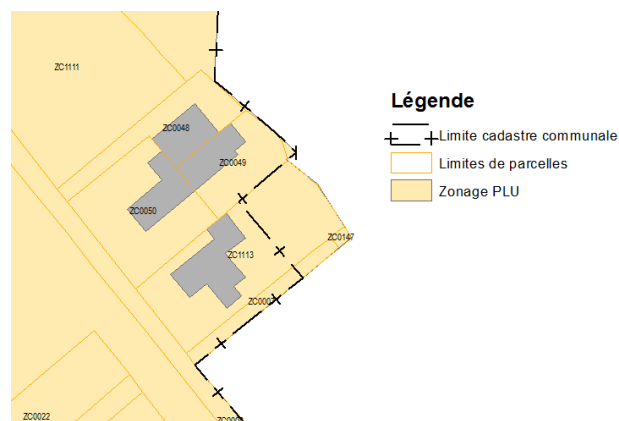 ZC1111
Légende
ZC0048
Limite cadastre communale
ZC0049
Limites de parcelles
Zonage PLU
ZC0050
ZC0147
ZC1113
ZC0022